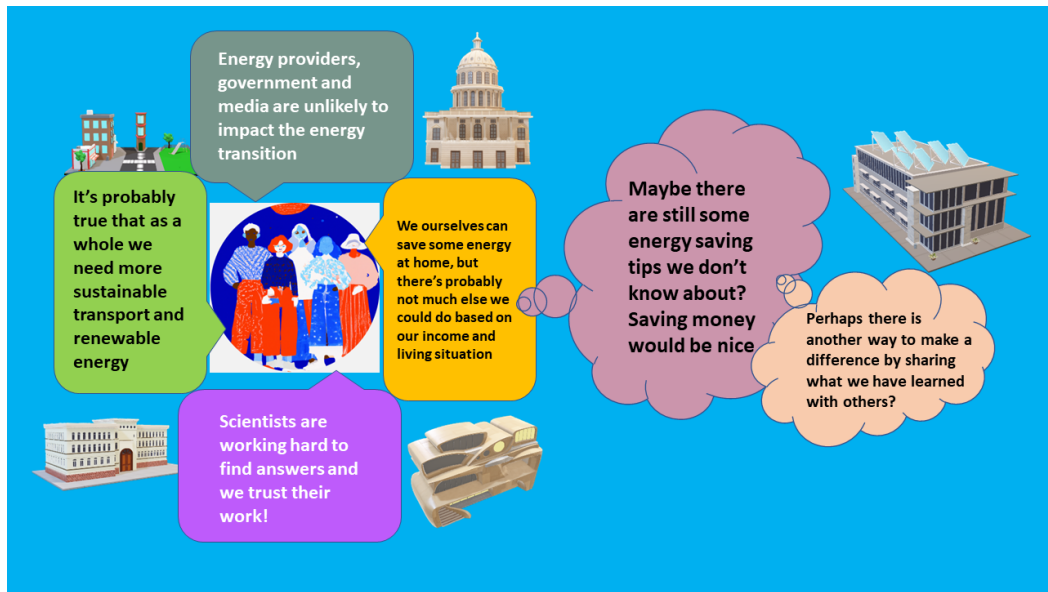 Energy providers,
government and
media are unlikely to
impact the energy
transition
It's probably
true that as a
whole we
need more
sustainable
transport and
renewable
energy
We ourselves can
save some energy
at home, but
there's probably
not much else we
could do based on
our income and
living situation
Scientists are
working hard to
find answers and
we trust their
work!
Maybe there
are still some
energy saving
tips we don't
know about?
Saving money
would be nice
Perhaps there is
another way to make a
difference by sharing
what we have learned
with others?